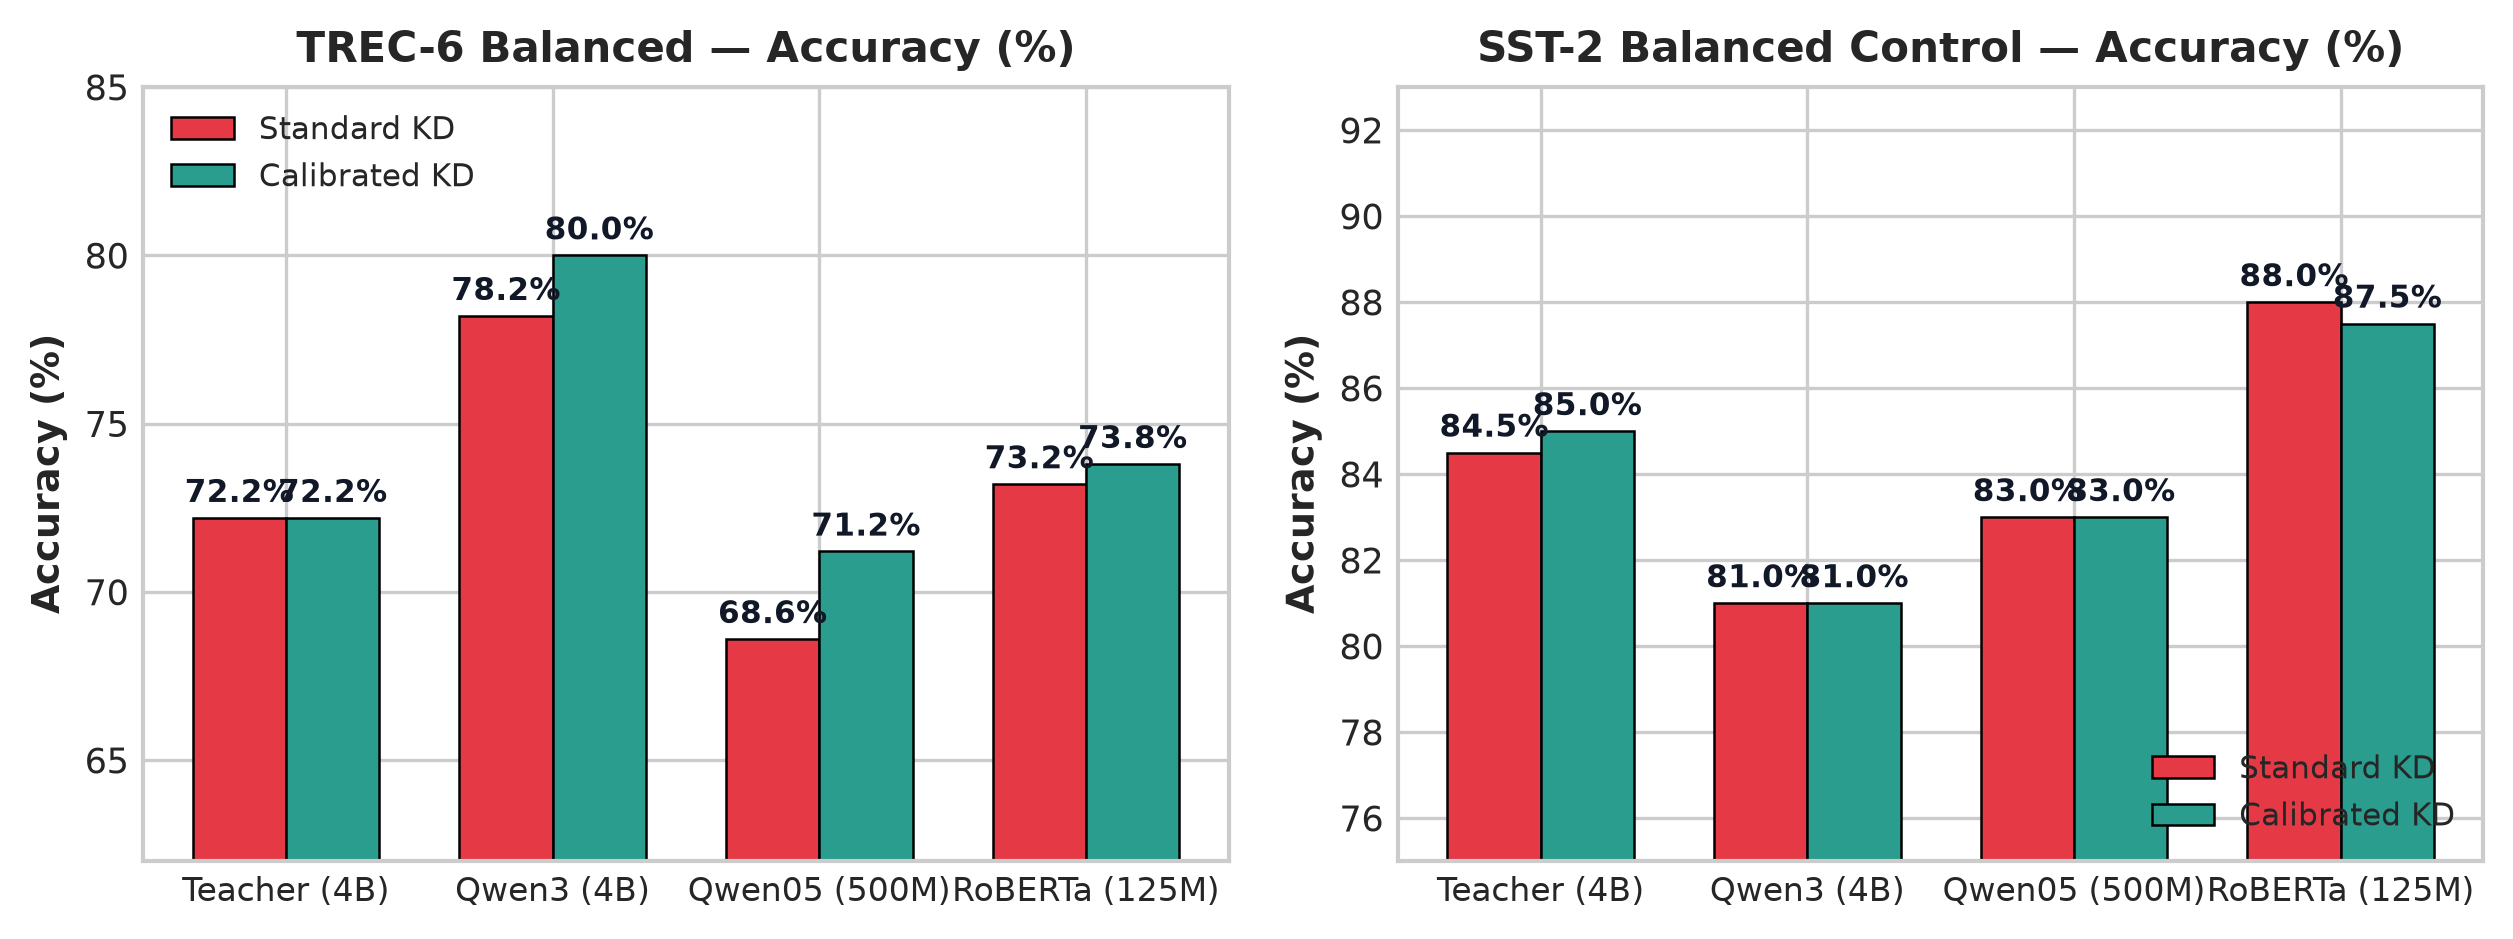 TREC-6 Balanced — Accuracy (%)
Accuracy (%)
85
80
75
70
65
Standard KD
Calibrated KD
72.2%
72.2%
78.2%
80.0%
68.6%
71.2%
73.2%
73.8%
Teacher (4B)
Qwen3 (4B)
Qwen05 (500M)
RoBERTa (125M)
SST-2 Balanced Control — Accuracy (%)
Accuracy (%)
92
90
88
86
84
82
80
78
76
84.5%
85.0%
81.0%
81.0%
83.0%
83.0%
88.0%
87.5%
Standard KD
Calibrated KD
Teacher (4B)
Qwen3 (4B)
Qwen05 (500M)
RoBERTa (125M)